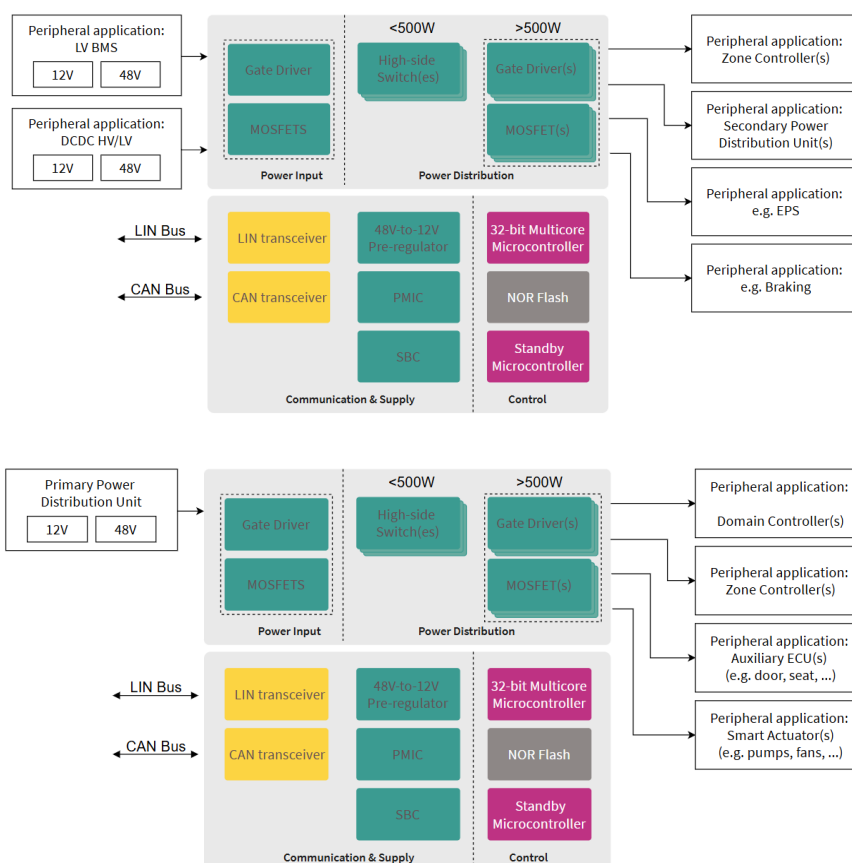 Peripheral application:
LV BMS
12V
48V
Peripheral application:
DCDC HV/LV
12V
48V
<500W
>500W
Gate Driver
High-side
Switch(es)
Gate Driver(s)
MOSFETS
MOSFET(s)
Power Input
Power Distribution
Peripheral application:
Zone Controller(s)
Peripheral application:
Secondary Power
Distribution Unit(s)
Peripheral application:
e.g. EPS
Peripheral application:
e.g. Braking
LIN Bus
CAN Bus
LIN transceiver
48V-to-12V
Pre-regulator
32-bit Multicore
Microcontroller
CAN transceiver
PMIC
NOR Flash
SBC
Standby
Microcontroller
Communication & Supply
Control
Primary Power
Distribution Unit
12V
48V
<500W
>500W
Gate Driver
High-side
Switch(es)
Gate Driver(s)
MOSFETS
MOSFET(s)
Power Input
Power Distribution
Peripheral application:
Domain Controller(s)
Peripheral application:
Zone Controller(s)
Peripheral application:
Auxiliary ECU(s)
(e.g. door, seat, ...)
Peripheral application:
Smart Actuator(s)
(e.g. pumps, fans, ...)
LIN Bus
CAN Bus
LIN transceiver
48V-to-12V
Pre-regulator
32-bit Multicore
Microcontroller
CAN transceiver
PMIC
NOR Flash
SBC
Standby
Microcontroller
Communication & Supply
Control